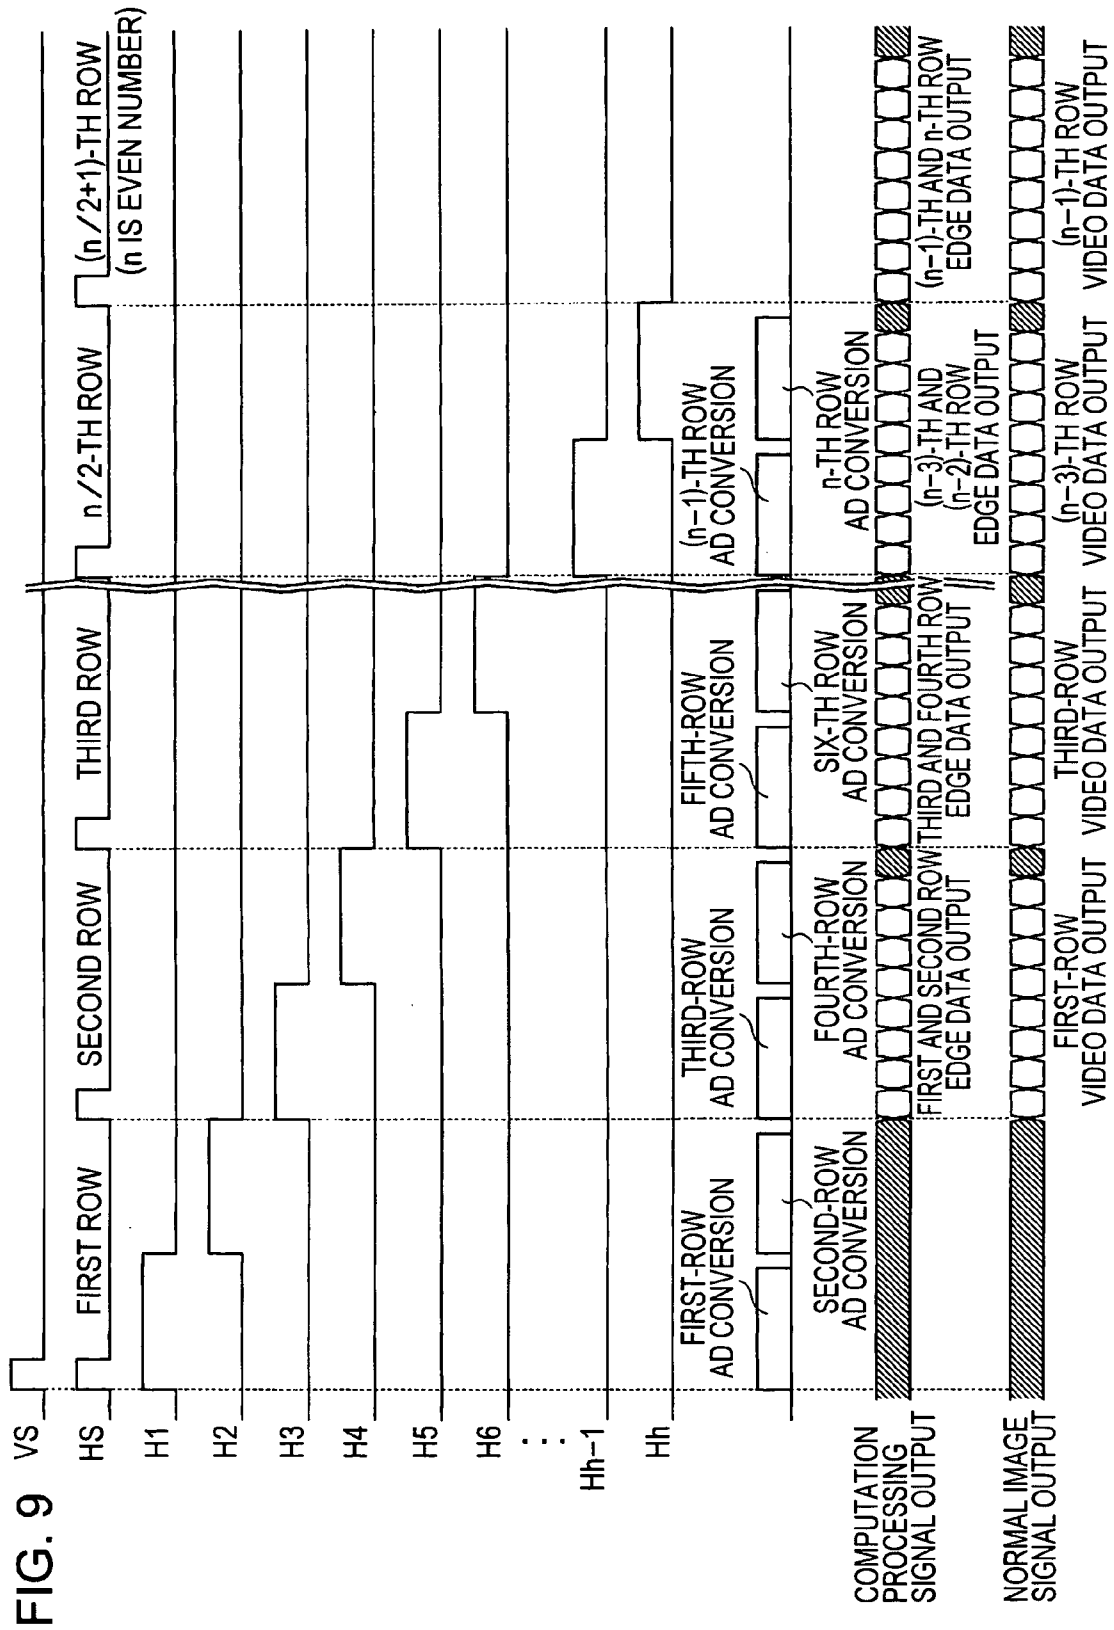 FIG. 9
VS
HS
FIRST ROW
SECOND ROW
THIRD ROW
n/2-TH ROW
(n/2+1)-TH ROW
(n IS EVEN NUMBER)
H1
H2
H3
H4
H5
H6
...
Hh-1
Hh
FIRST-ROW
AD CONVERSION
THIRD-ROW
AD CONVERSION
FIFTH-ROW
AD CONVERSION
(n-1)-TH ROW
AD CONVERSION
SECOND-ROW
AD CONVERSION
FOURTH-ROW
AD CONVERSION
SIX-TH ROW
AD CONVERSION
n-TH ROW
AD CONVERSION
COMPUTATION
PROCESSING
SIGNAL OUTPUT
FIRST AND SECOND ROW
EDGE DATA OUTPUT
THIRD AND FOURTH ROW
EDGE DATA OUTPUT
(n-3)-TH AND
(n-2)-TH ROW
EDGE DATA OUTPUT
(n-1)-TH AND n-TH ROW
EDGE DATA OUTPUT
NORMAL IMAGE
SIGNAL OUTPUT
FIRST-ROW
VIDEO DATA OUTPUT
THIRD-ROW
VIDEO DATA OUTPUT
(n-3)-TH ROW
VIDEO DATA OUTPUT
(n-1)-TH ROW
VIDEO DATA OUTPUT